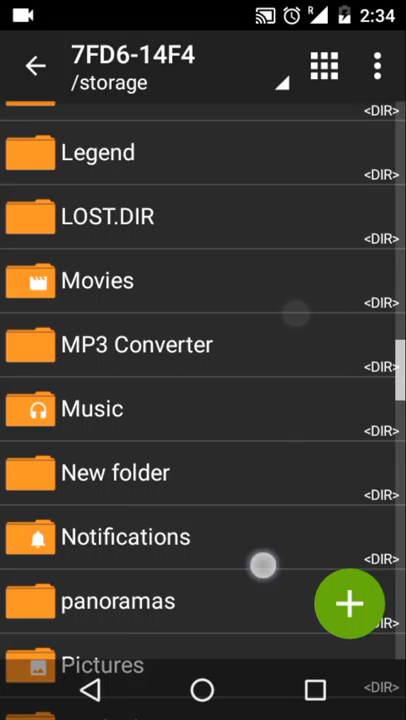 R
2:34
7FD6-14F4
/storage
<DIR>
Legend
<DIR>
LOST.DIR
<DIR>
Movies
<DIR>
MP3 Converter
<DIR>
Music
<DIR>
New folder
<DIR>
Notifications
<DIR>
panoramas
Pictures
<DIR>